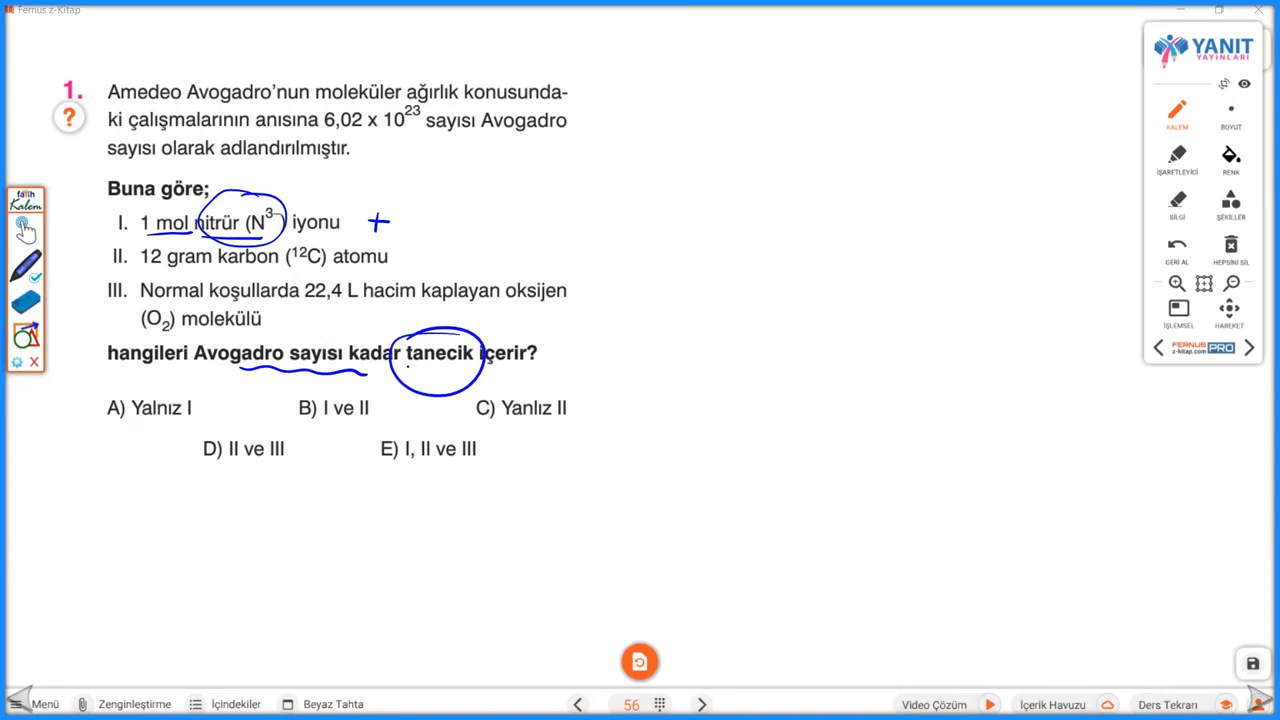 Fernus z-Kitap
YANIT
YAYINLARI
1. Amedeo Avogadro’nun moleküler ağırlık konusunda-
? ki çalışmalarının anısına 6,02 x 10²³ sayısı Avogadro
sayısı olarak adlandırılmıştır.
Buna göre;
I. 1 mol nitrür (N³⁻) iyonu +
II. 12 gram karbon (¹²C) atomu
III. Normal koşullarda 22,4 L hacim kaplayan oksijen
(O₂) molekülü
hangileri Avogadro sayısı kadar tanecik içerir?
A) Yalnız I B) I ve II C) Yanlız II
D) II ve III E) I, II ve III
fatih
Kalem
KALEM BOYUT
İŞARETLEYİCİ RENK
SİLGİ ŞEKİLLER
GERİ AL HEPSİNİ SİL
İŞLEMSEL HAREKET
FERNUS
z-kitap.com PRO
Menü Zenginleştirme İçindekiler Beyaz Tahta 56 Video Çözüm İçerik Havuzu Ders Tekrarı